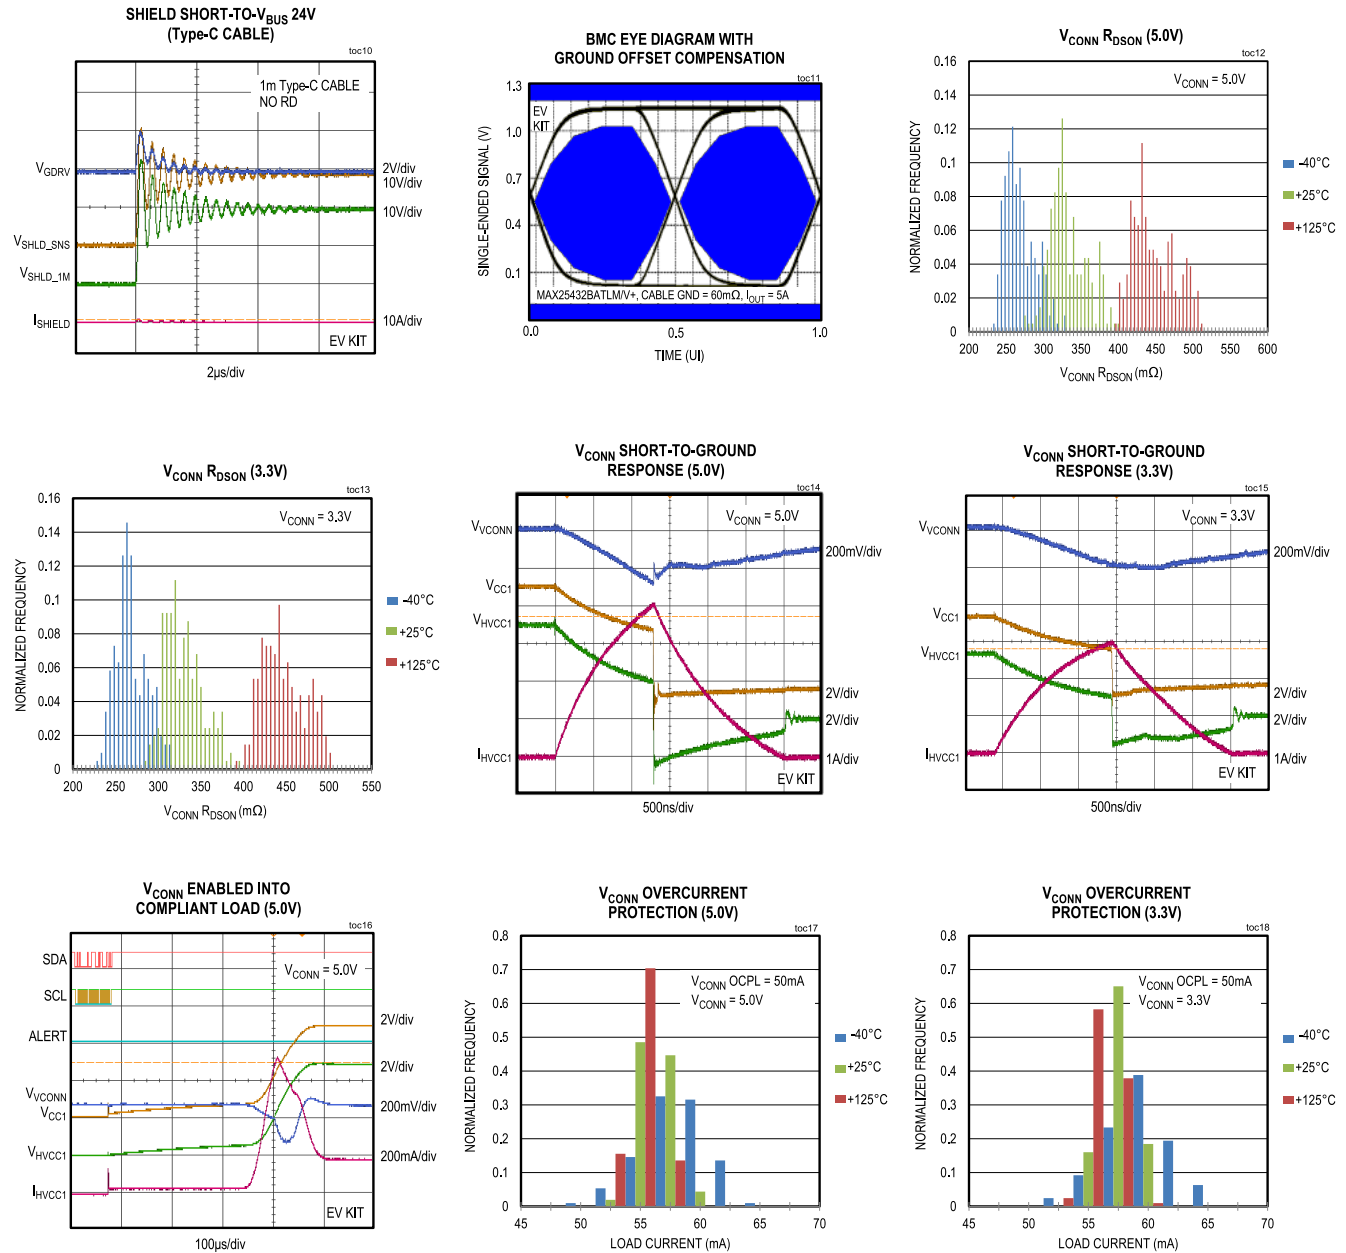 SHIELD SHORT-TO-VBUS 24V
(Type-C CABLE)
toc10
1m Type-C CABLE
NO RD
VGDRV
2V/div
10V/div
10V/div
VSHLD_SNS
VSHLD_1M
ISHIELD
10A/div
EV KIT
2µs/div
BMC EYE DIAGRAM WITH
GROUND OFFSET COMPENSATION
toc11
1.3
1.0
0.7
0.4
0.1
SINGLE-ENDED SIGNAL (V)
EV
KIT
MAX25432BATLM/V+, CABLE GND = 60mΩ, IOUT = 5A
0.0
0.5
1.0
TIME (UI)
VCONN RDSON (5.0V)
toc12
VCONN = 5.0V
0.16
0.14
0.12
0.1
0.08
0.06
0.04
0.02
0
NORMALIZED FREQUENCY
-40°C
+25°C
+125°C
200 250 300 350 400 450 500 550 600
VCONN RDSON (mΩ)
VCONN RDSON (3.3V)
toc13
VCONN = 3.3V
0.16
0.14
0.12
0.1
0.08
0.06
0.04
0.02
0
NORMALIZED FREQUENCY
-40°C
+25°C
+125°C
200 250 300 350 400 450 500 550
VCONN RDSON (mΩ)
VCONN SHORT-TO-GROUND
RESPONSE (5.0V)
toc14
VCONN = 5.0V
VVCONN
200mV/div
VCC1
VHVCC1
2V/div
2V/div
IHVCC1
1A/div
EV KIT
500ns/div
VCONN SHORT-TO-GROUND
RESPONSE (3.3V)
toc15
VCONN = 3.3V
VVCONN
200mV/div
VCC1
VHVCC1
2V/div
2V/div
IHVCC1
1A/div
EV KIT
500ns/div
VCONN ENABLED INTO
COMPLIANT LOAD (5.0V)
toc16
SDA
VCONN = 5.0V
SCL
2V/div
ALERT
2V/div
VVCONN
VCC1
200mV/div
VHVCC1
200mA/div
IHVCC1
EV KIT
100µs/div
VCONN OVERCURRENT
PROTECTION (5.0V)
toc17
VCONN OCPL = 50mA
VCONN = 5.0V
0.8
0.7
0.6
0.5
0.4
0.3
0.2
0.1
0
NORMALIZED FREQUENCY
-40°C
+25°C
+125°C
45 50 55 60 65 70
LOAD CURRENT (mA)
VCONN OVERCURRENT
PROTECTION (3.3V)
toc18
VCONN OCPL = 50mA
VCONN = 3.3V
0.8
0.7
0.6
0.5
0.4
0.3
0.2
0.1
0
NORMALIZED FREQUENCY
-40°C
+25°C
+125°C
45 50 55 60 65 70
LOAD CURRENT (mA)